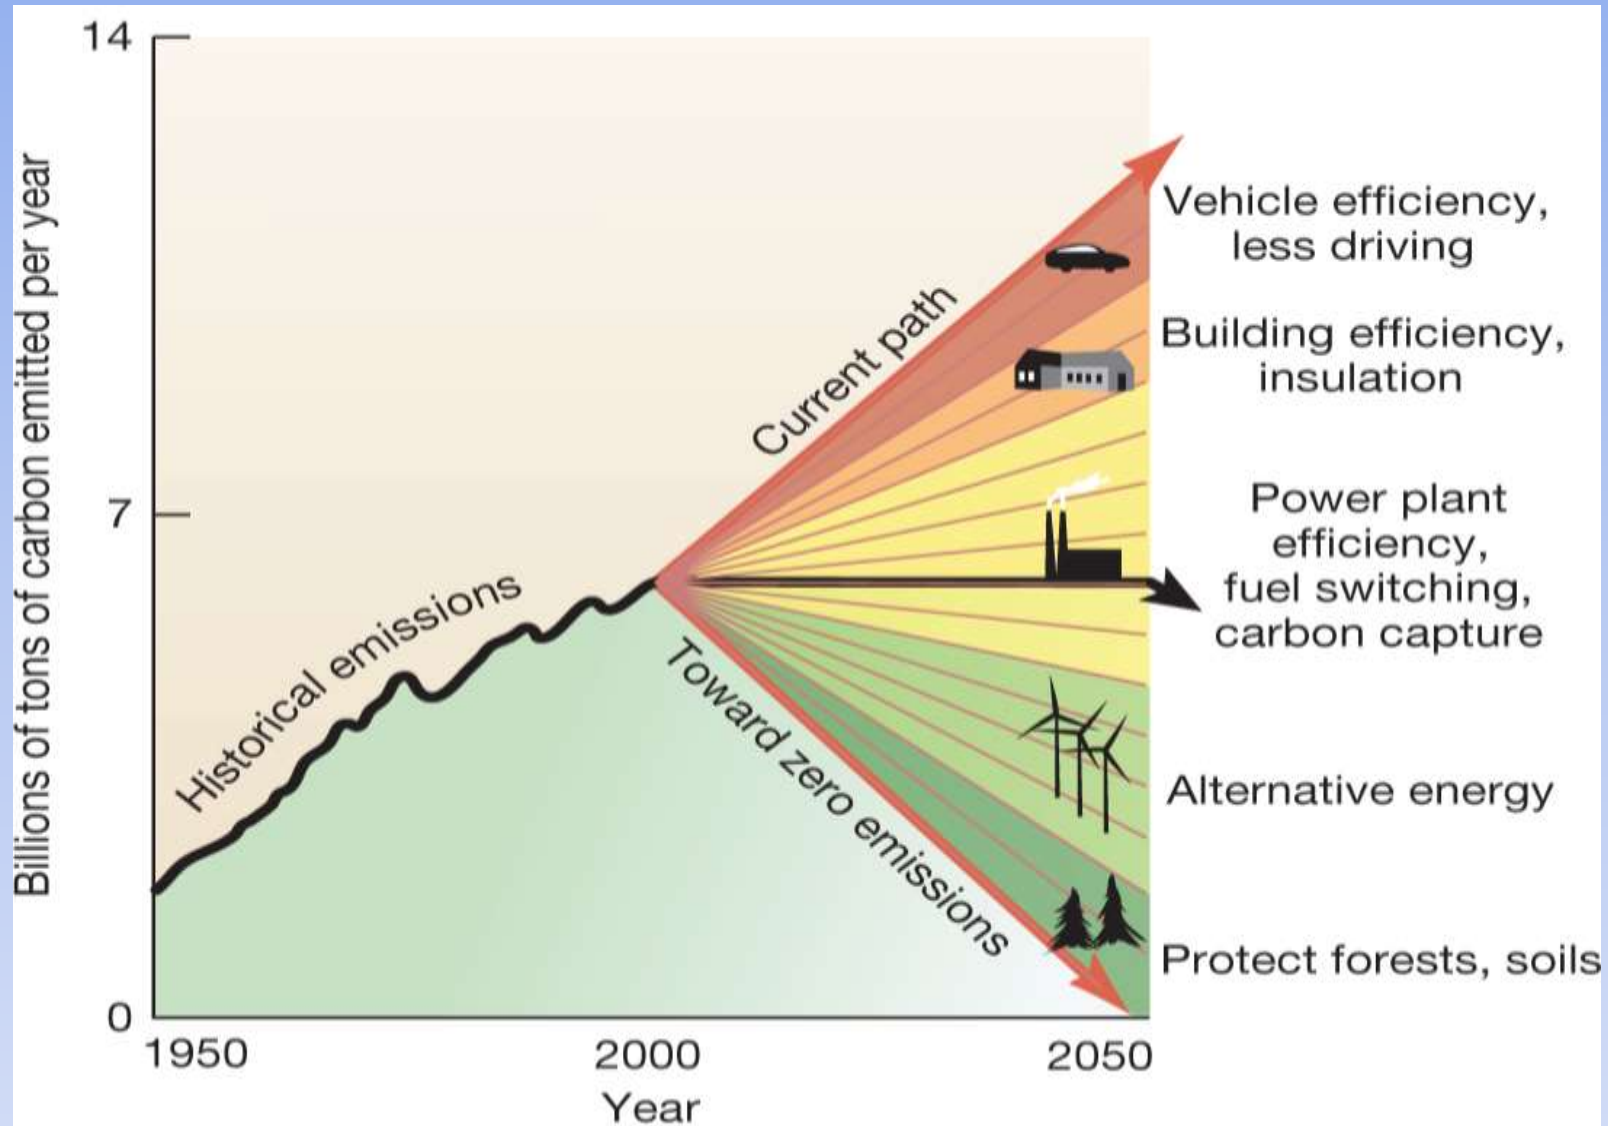 14
7
0
Billions of tons of carbon emitted per year
Historical emissions
Current path
Toward zero emissions
Vehicle efficiency,
less driving
Building efficiency,
insulation
Power plant
efficiency,
fuel switching,
carbon capture
Alternative energy
Protect forests, soils
1950
2000
2050
Year